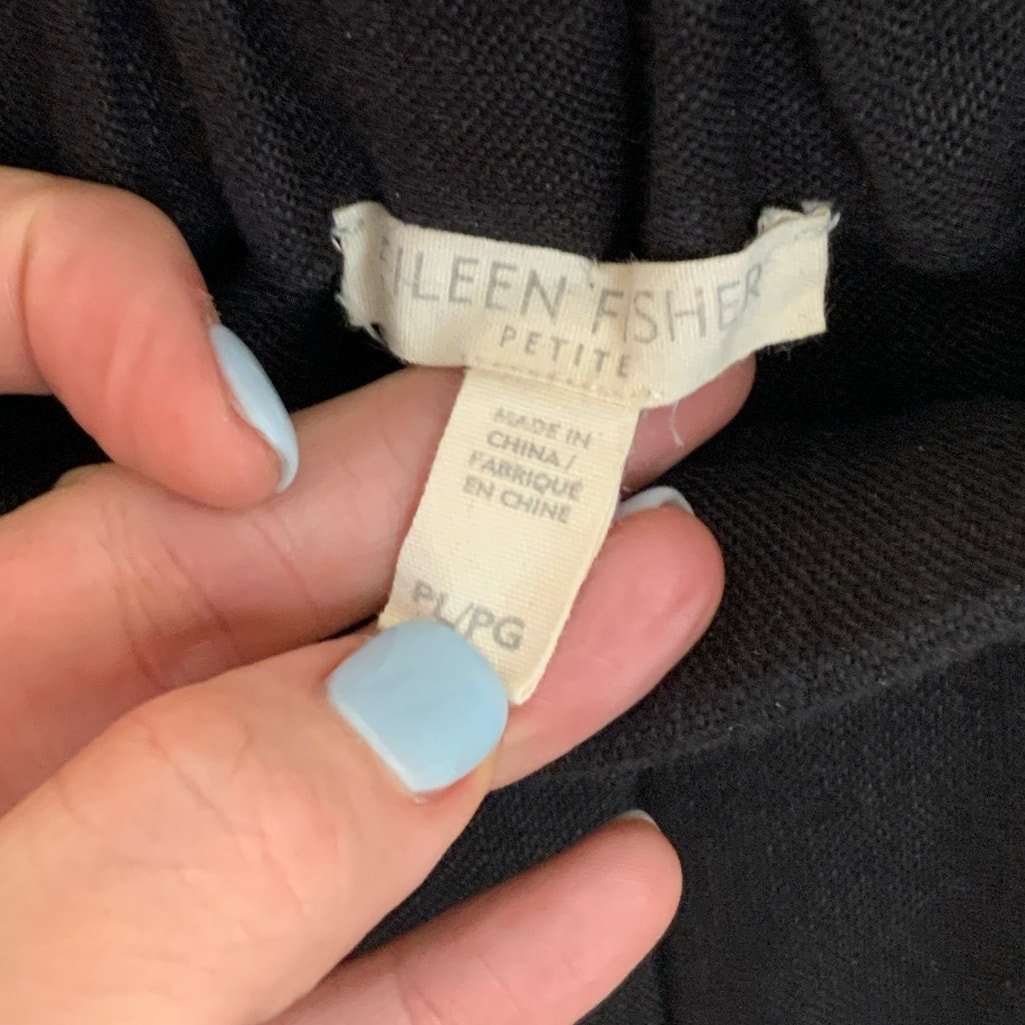 EILEEN FISHER
PETITE
MADE IN
CHINA /
FABRIQUÉ
EN CHINE
PL/PG